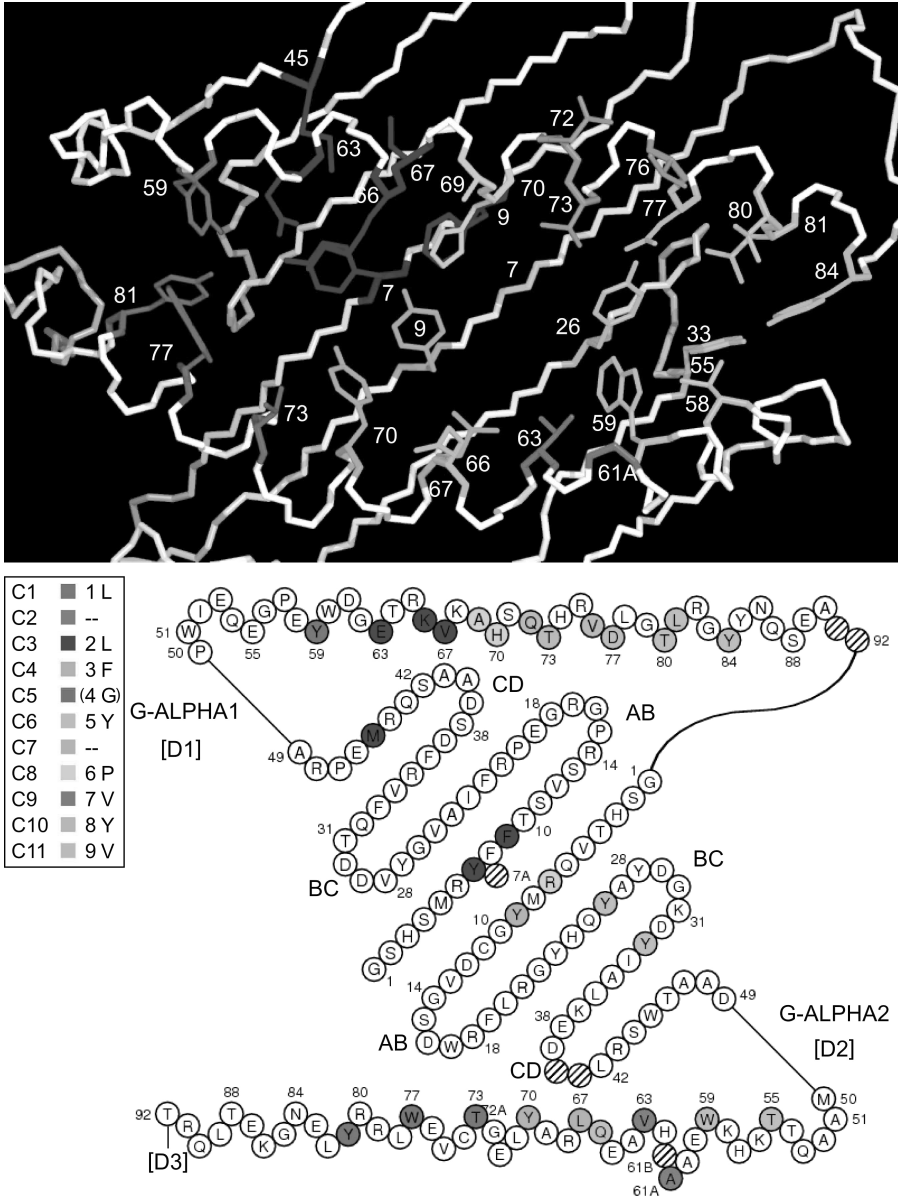 45
72
63
67
76
59
66
69
70
9
73
77
80
81
7
84
81
7
9
26
33
77
55
58
59
73
70
66
63
67
61A
C1 1 L
C2 --
C3 2 L
C4 3 F
C5 (4 G)
C6 5 Y
C7 --
C8 6 P
C9 7 V
C10 8 Y
C11 9 V
P W I E Q E G P E Y W D G E T R K V K A H S Q T H R V D L G T L R G Y N Q S E A
50 51 55 59 63 67 70 73 77 80 84 88 92
G-ALPHA1
[D1]
A R P E M R Q S A A D S D F R V F Q T D D V Y G V A I F R P E G R G P R S V S T F F Y R M S H S G
49 42 CD 38 31 BC 28 18 AB 14 10 7A 1
G S H T V Q R M Y G C D V G S D W R F L R G Y H Q Y A Y D G K D Y I A L K E D L R S W T A A D
1 10 14 AB 18 28 BC 31 38 CD 42 49
G-ALPHA2
[D2]
M A A Q T T K H K W E A A H V A E Q L R A Y L E G T C V E W L R R Y L E N G K E T L Q R T
50 51 55 59 61A 61B 63 67 70 72A 73 77 80 84 88 92
[D3]